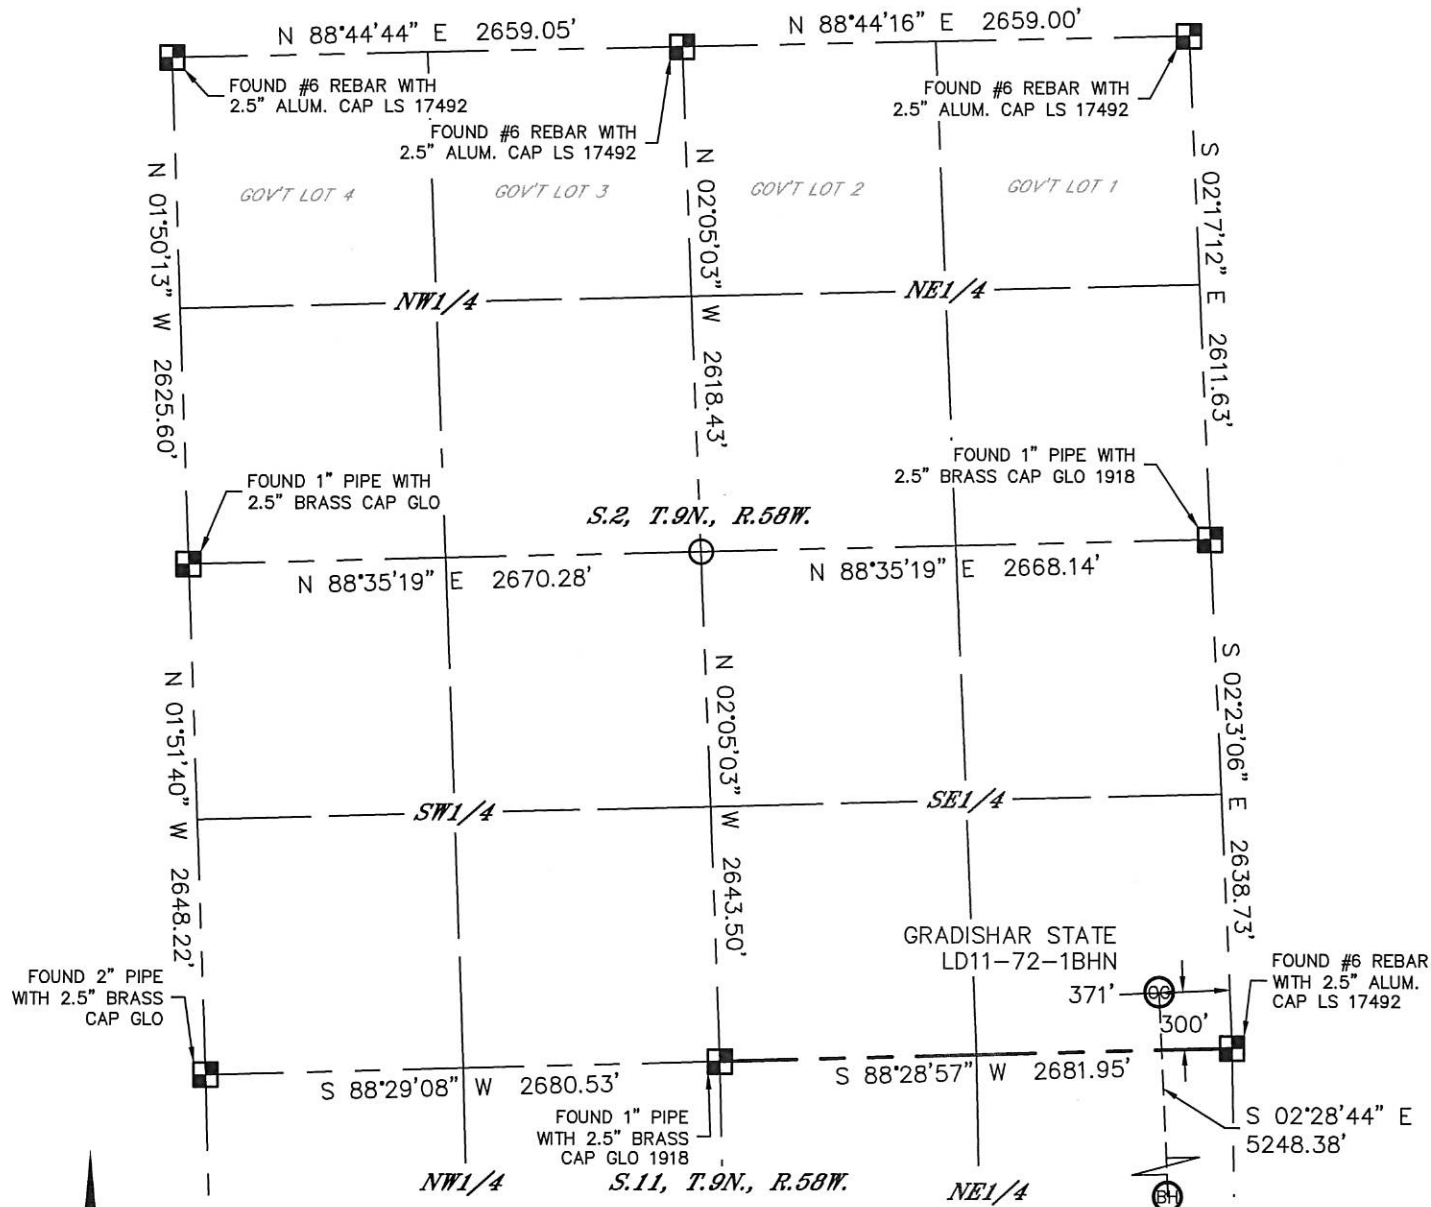 N 88°44'44" E 2659.05'
N 88°44'16" E 2659.00'
FOUND #6 REBAR WITH
2.5" ALUM. CAP LS 17492
FOUND #6 REBAR WITH
2.5" ALUM. CAP LS 17492
FOUND #6 REBAR WITH
2.5" ALUM. CAP LS 17492
N 01°50'13" W 2625.60'
GOV'T LOT 4
GOV'T LOT 3
N 02°05'03" W 2618.43'
GOV'T LOT 2
GOV'T LOT 1
S 02°17'12" E 2611.63'
NW1/4
NE1/4
FOUND 1" PIPE WITH
2.5" BRASS CAP GLO
FOUND 1" PIPE WITH
2.5" BRASS CAP GLO 1918
S.2, T.9N., R.58W.
N 88°35'19" E 2670.28'
N 88°35'19" E 2668.14'
N 01°51'40" W 2648.22'
N 02°05'03" W 2643.50'
S 02°23'06" E 2638.73'
SW1/4
SE1/4
GRADISHAR STATE
LD11-72-1BHN
371'
OG
300'
FOUND #6 REBAR
WITH 2.5" ALUM.
CAP LS 17492
FOUND 2" PIPE
WITH 2.5" BRASS
CAP GLO
S 88°29'08" W 2680.53'
S 88°28'57" W 2681.95'
FOUND 1" PIPE
WITH 2.5" BRASS
CAP GLO 1918
S 02°28'44" E
5248.38'
NW1/4
S.11, T.9N., R.58W.
NE1/4
BH